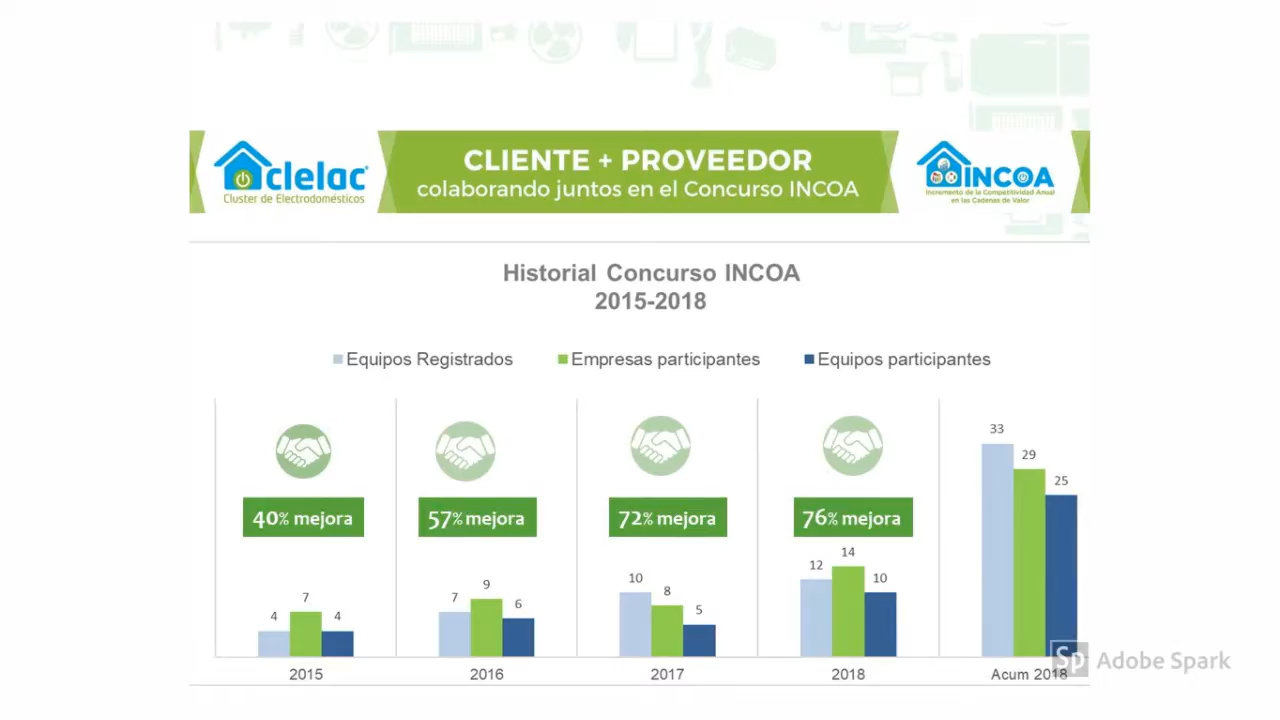 clelac
Cluster de Electrodomésticos
CLIENTE + PROVEEDOR
colaborando juntos en el Concurso INCOA
INCOA
Incremento de la Competitividad Anual
en las Cadenas de Valor
Historial Concurso INCOA
2015-2018
Equipos Registrados Empresas participantes Equipos participantes
40% mejora 57% mejora 72% mejora 76% mejora
4 7 4
7 9 6
10 8 5
12 14 10
33 29 25
2015 2016 2017 2018 Acum 2018
Sp Adobe Spark